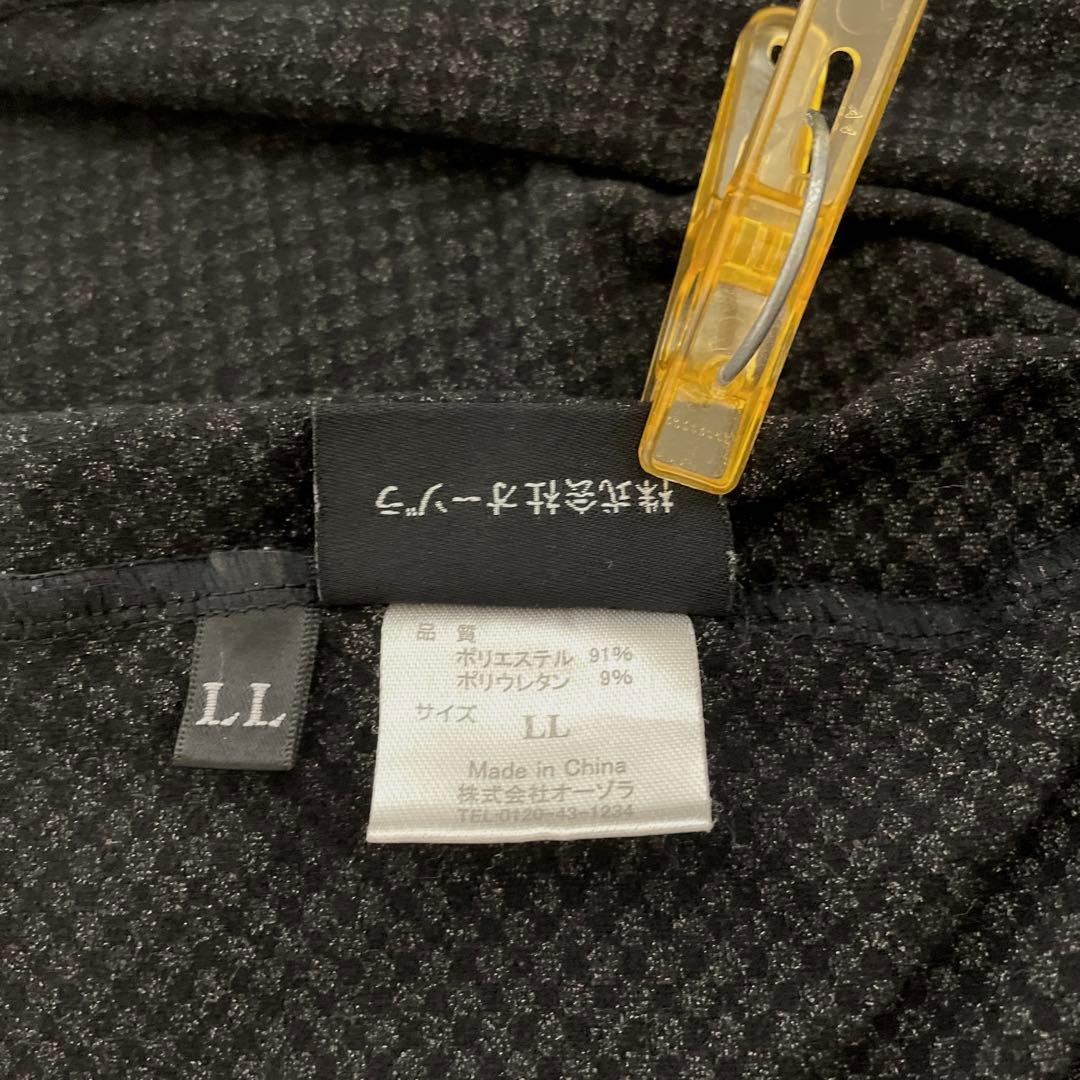 株式会社オーゾラ
LL
品 質
ポリエステル 91%
ポリウレタン 9%
サイズ LL
Made in China
株式会社オーゾラ
TEL・0120-43-1234